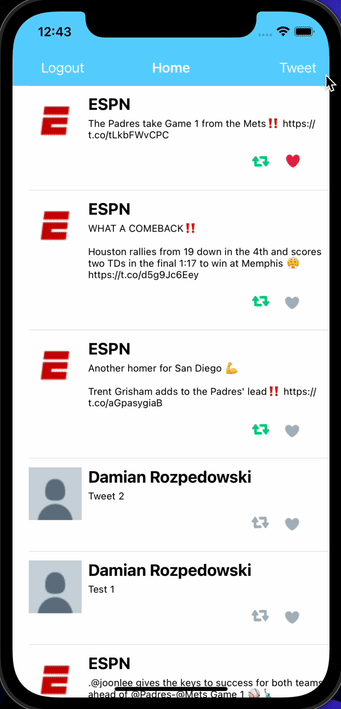 12:43
Logout Home Tweet
ESPN
The Padres take Game 1 from the Mets‼️ https://
t.co/tLkbFWvCPC
ESPN
WHAT A COMEBACK‼️
Houston rallies from 19 down in the 4th and scores
two TDs in the final 1:17 to win at Memphis 😤
https://t.co/d5g9Jc6Eey
ESPN
Another homer for San Diego 💪
Trent Grisham adds to the Padres' lead‼️ https://
t.co/aGpasygiaB
Damian Rozpedowski
Tweet 2
Damian Rozpedowski
Test 1
ESPN
.@joonlee gives the keys to success for both teams
ahead of @Padres-@Mets Game 1 ⚾🗽